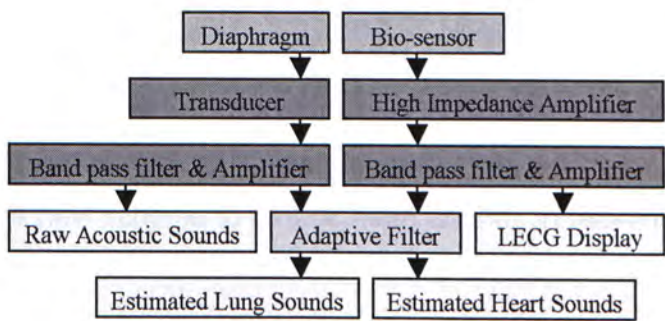 Diaphragm
Bio-sensor
Transducer
High Impedance Amplifier
Band pass filter & Amplifier
Band pass filter & Amplifier
Raw Acoustic Sounds
Adaptive Filter
LECG Display
Estimated Lung Sounds
Estimated Heart Sounds